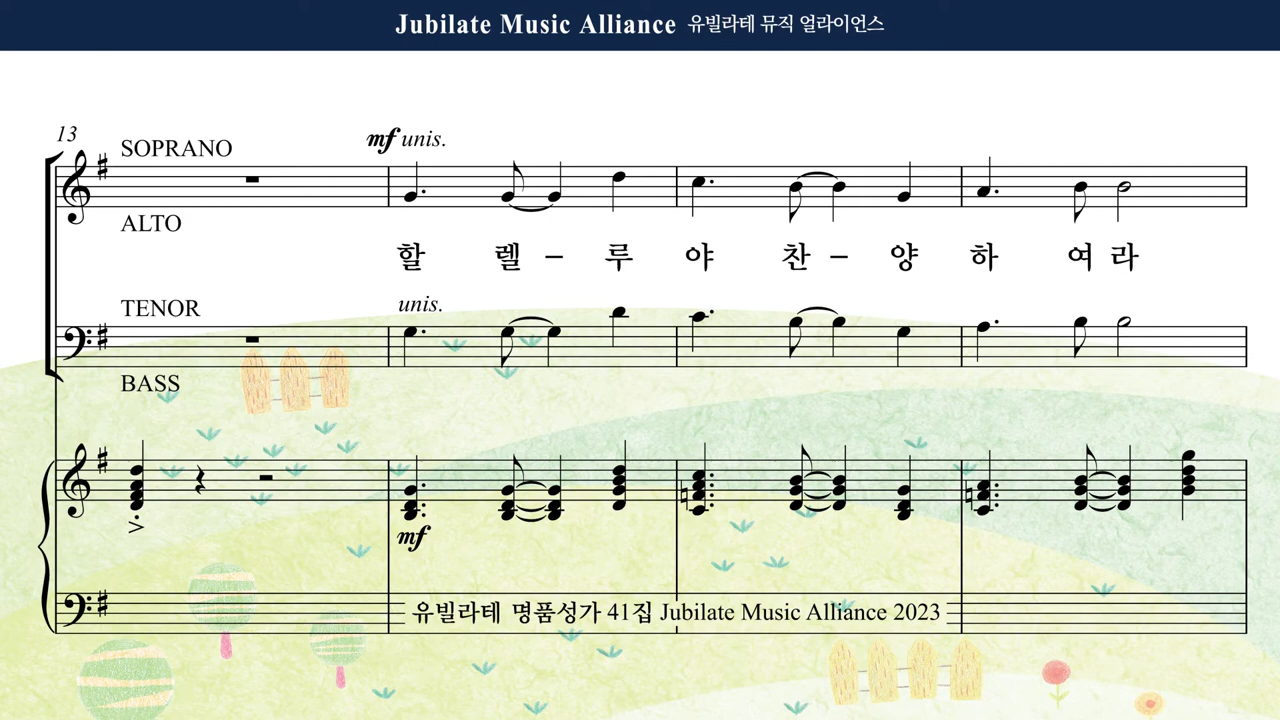 Jubilate Music Alliance 유빌라테 뮤직 얼라이언스
13
SOPRANO
mf unis.
ALTO
할 렐 – 루 야 찬 – 양 하 여 라
TENOR
unis.
BASS
mf
유빌라테 명품성가 41집 Jubilate Music Alliance 2023